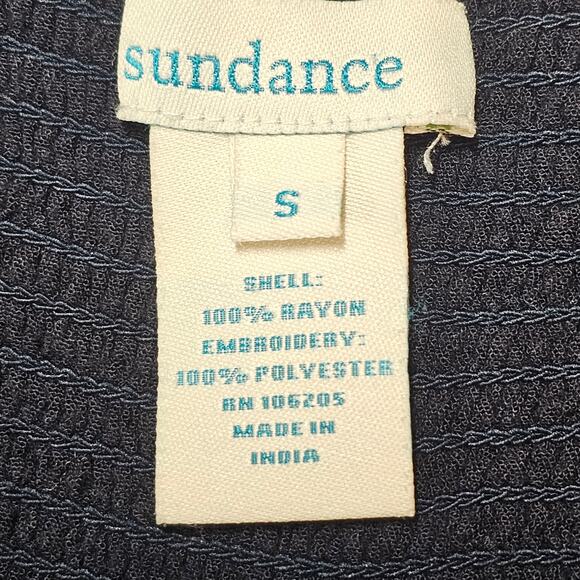 sundance
S
SHELL:
100% RAYON
EMBROIDERY:
100% POLYESTER
RN 106205
MADE IN
INDIA